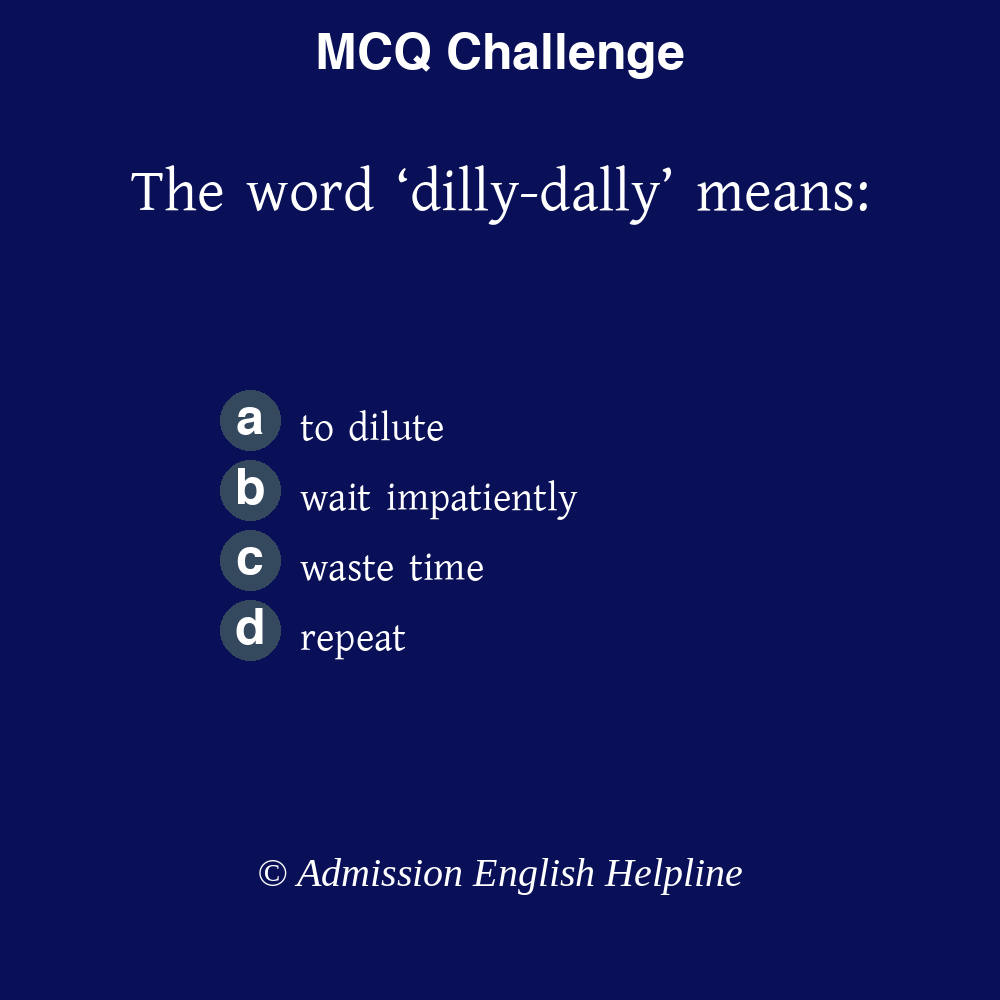 MCQ Challenge
The word ‘dilly-dally’ means:
a to dilute
b wait impatiently
c waste time
d repeat
© Admission English Helpline